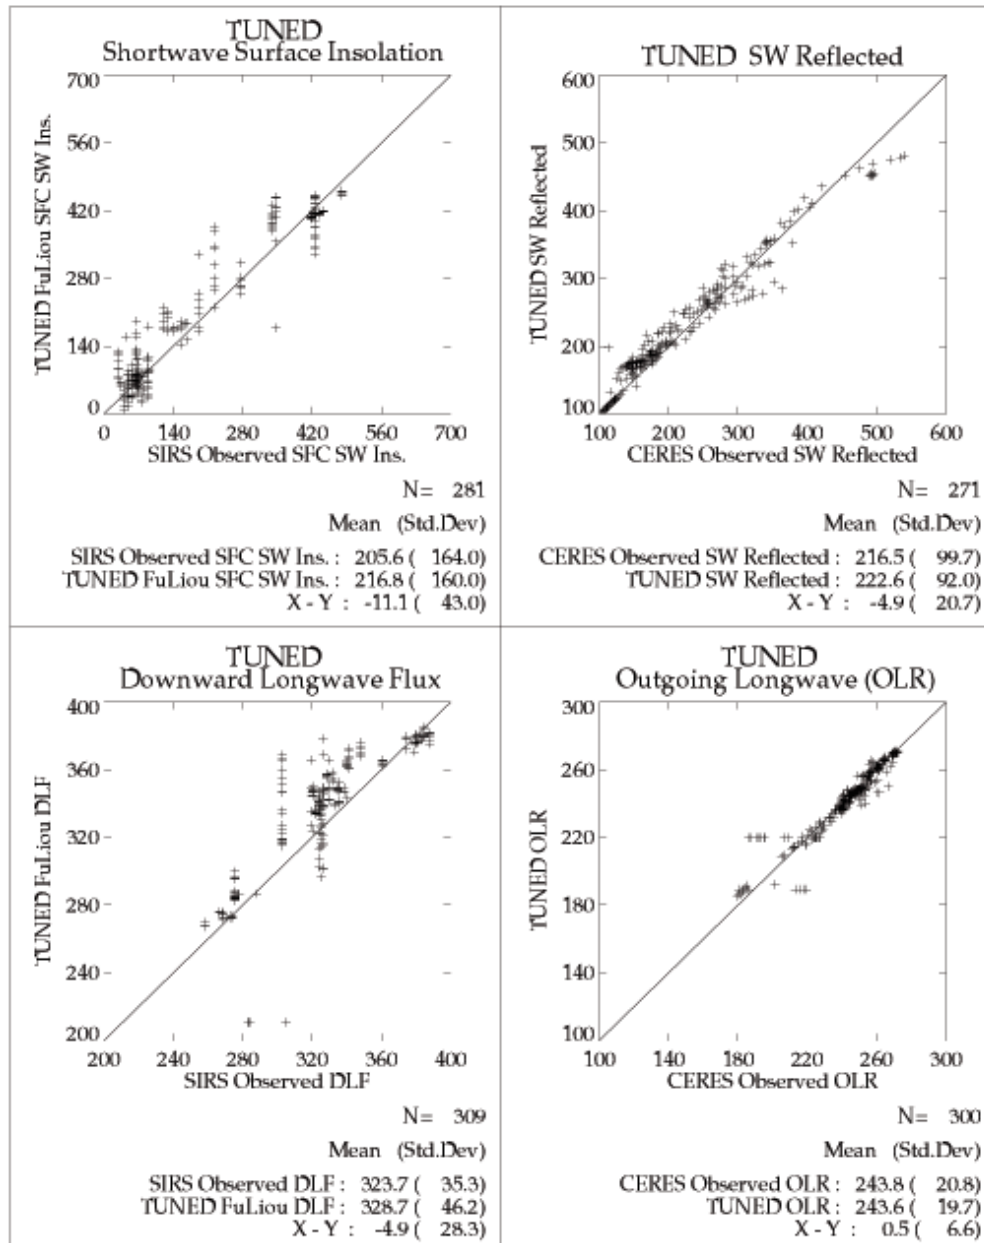 TUNED
Shortwave Surface Insolation
TUNED FuLiou SFC SW Ins.
700
560
420
280
140
0
0 140 280 420 560 700
SIRS Observed SFC SW Ins.
N= 281
Mean (Std.Dev)
SIRS Observed SFC SW Ins. : 205.6 ( 164.0)
TUNED FuLiou SFC SW Ins. : 216.8 ( 160.0)
X - Y : -11.1 ( 43.0)
TUNED SW Reflected
TUNED SW Reflected
600
500
400
300
200
100
100 200 300 400 500 600
CERES Observed SW Reflected
N= 271
Mean (Std.Dev)
CERES Observed SW Reflected : 216.5 ( 99.7)
TUNED SW Reflected : 222.6 ( 92.0)
X - Y : -4.9 ( 20.7)
TUNED
Downward Longwave Flux
TUNED FuLiou DLF
400
360
320
280
240
200
200 240 280 320 360 400
SIRS Observed DLF
N= 309
Mean (Std.Dev)
SIRS Observed DLF : 323.7 ( 35.3)
TUNED FuLiou DLF : 328.7 ( 46.2)
X - Y : -4.9 ( 28.3)
TUNED
Outgoing Longwave (OLR)
TUNED OLR
300
260
220
180
140
100
100 140 180 220 260 300
CERES Observed OLR
N= 300
Mean (Std.Dev)
CERES Observed OLR : 243.8 ( 20.8)
TUNED OLR : 243.6 ( 19.7)
X - Y : 0.5 ( 6.6)